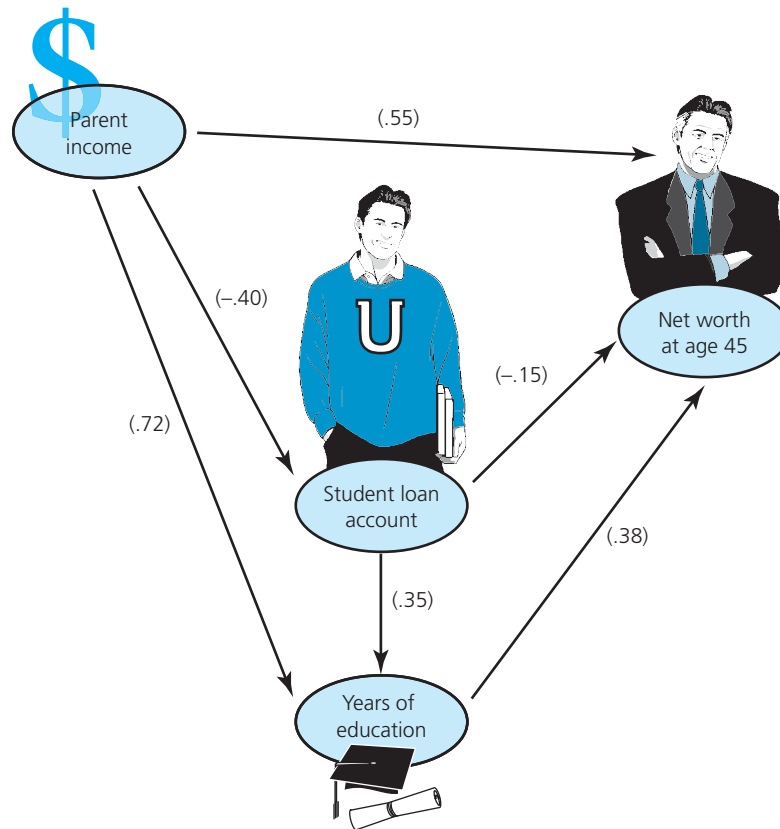 $
Parent
income
(.55)
U
(–.40)
Net worth
at age 45
(–.15)
(.72)
Student loan
account
(.38)
(.35)
Years of
education